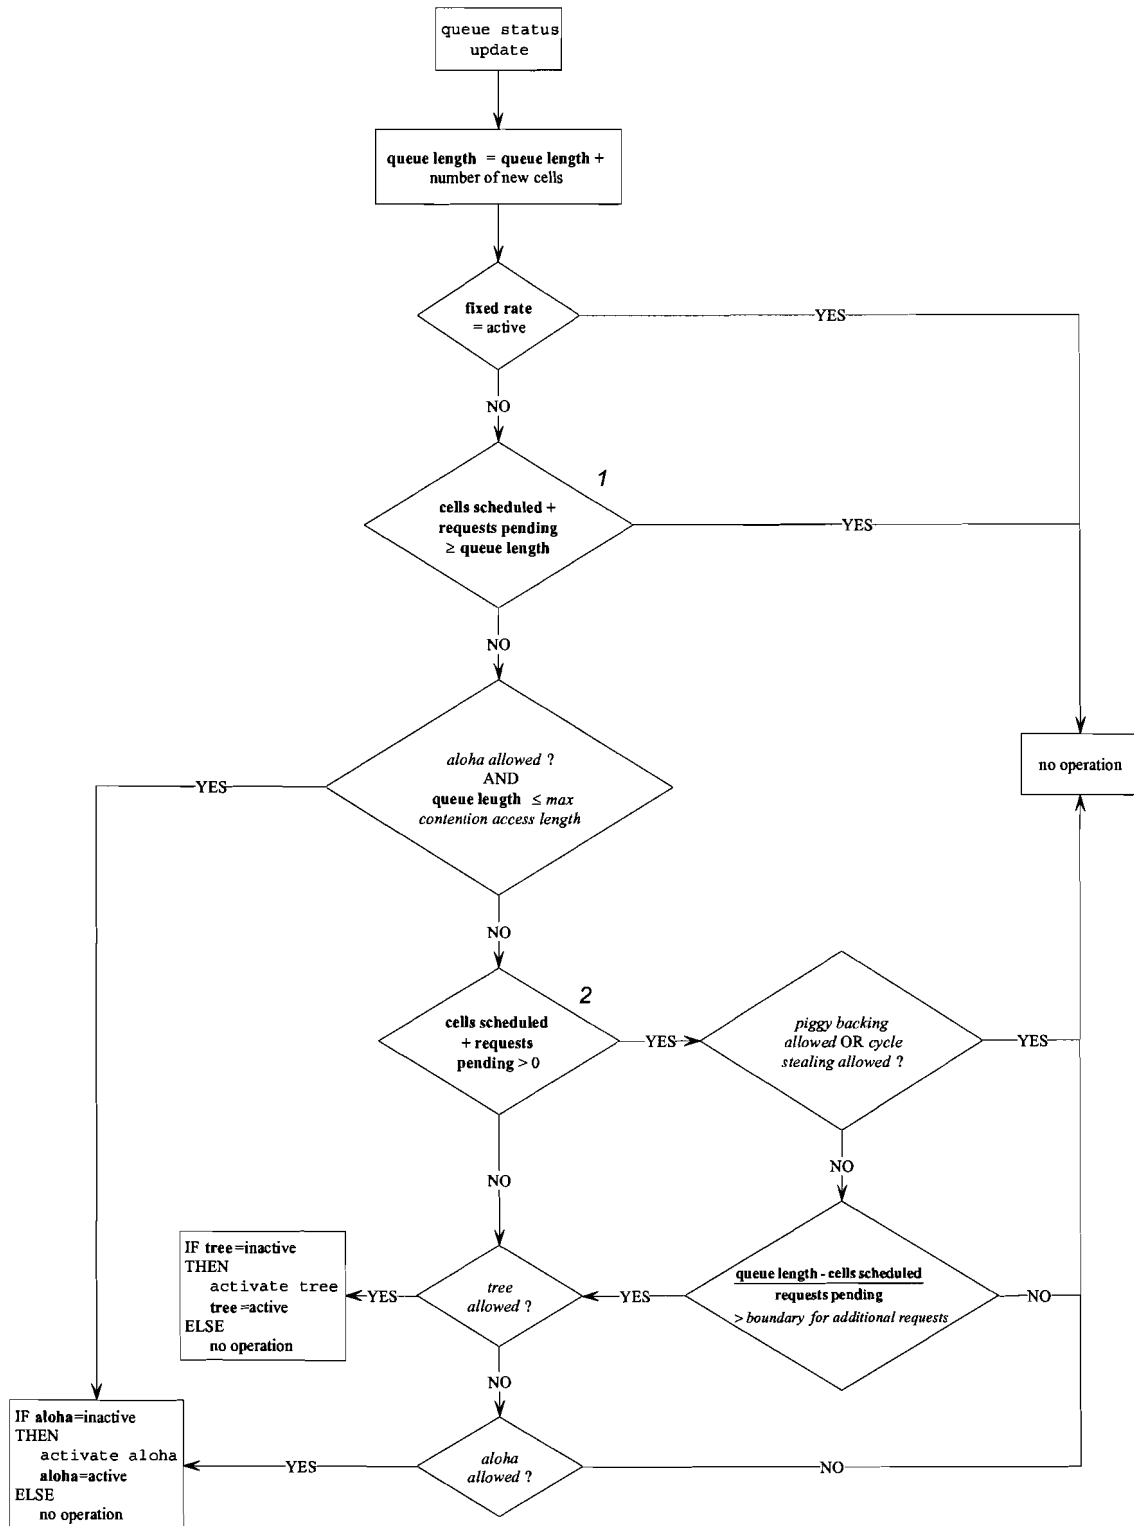 queue status
update
queue length = queue length +
number of new cells
fixed rate
= active
YES
NO
1
cells scheduled +
requests pending
≥ queue length
YES
NO
aloha allowed ?
AND
queue leugth ≤ max
contention access length
YES
no operation
NO
2
cells scheduled
+ requests
pending > 0
YES
piggy backing
allowed OR cycle
stealing allowed ?
YES
NO
NO
IF tree=inactive
THEN
activate tree
tree =active
ELSE
no operation
YES
tree
allowed ?
YES
queue length - cells scheduled
requests pending
> boundary for additional requests
NO
NO
IF aloha=inactive
THEN
activate aloha
aloha=active
ELSE
no operation
YES
aloha
allowed ?
NO